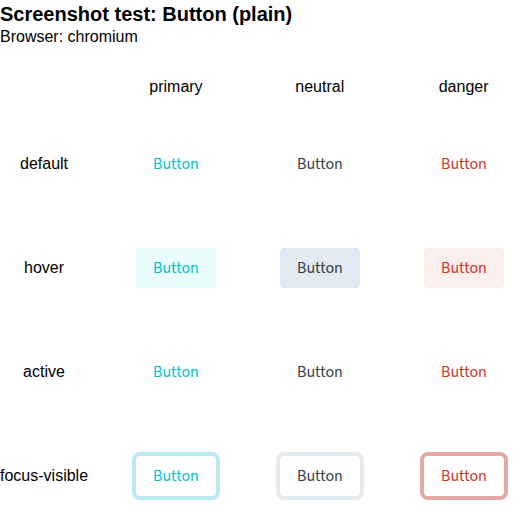 Screenshot test: Button (plain)
Browser: chromium
primary neutral danger
default Button Button Button
hover Button Button Button
active Button Button Button
focus-visible Button Button Button